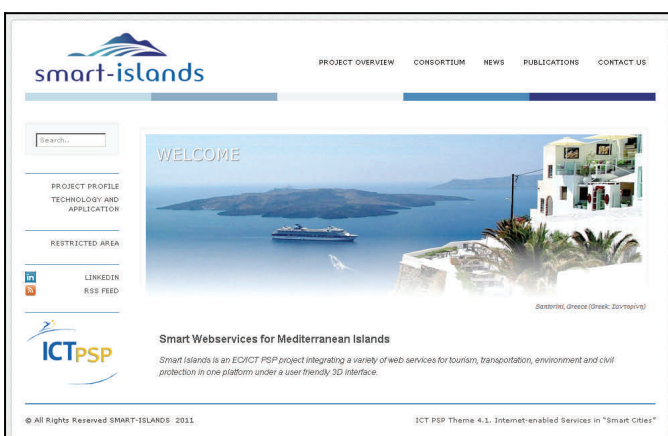 smart-islands
PROJECT OVERVIEW CONSORTIUM NEWS PUBLICATIONS CONTACT US
Search..
WELCOME
PROJECT PROFILE
TECHNOLOGY AND
APPLICATION
RESTRICTED AREA
in LINKEDIN
RSS FEED
Santorini, Greece (Greek: Σαντορίνη)
ICTPSP
Smart Webservices for Mediterranean Islands
Smart Islands is an EC/ICT PSP project integrating a variety of web services for tourism, transportation, environment and civil
protection in one platform under a user friendly 3D interface.
© All Rights Reserved SMART-ISLANDS 2011
ICT PSP Theme 4.1. Internet-enabled Services in "Smart Cities"